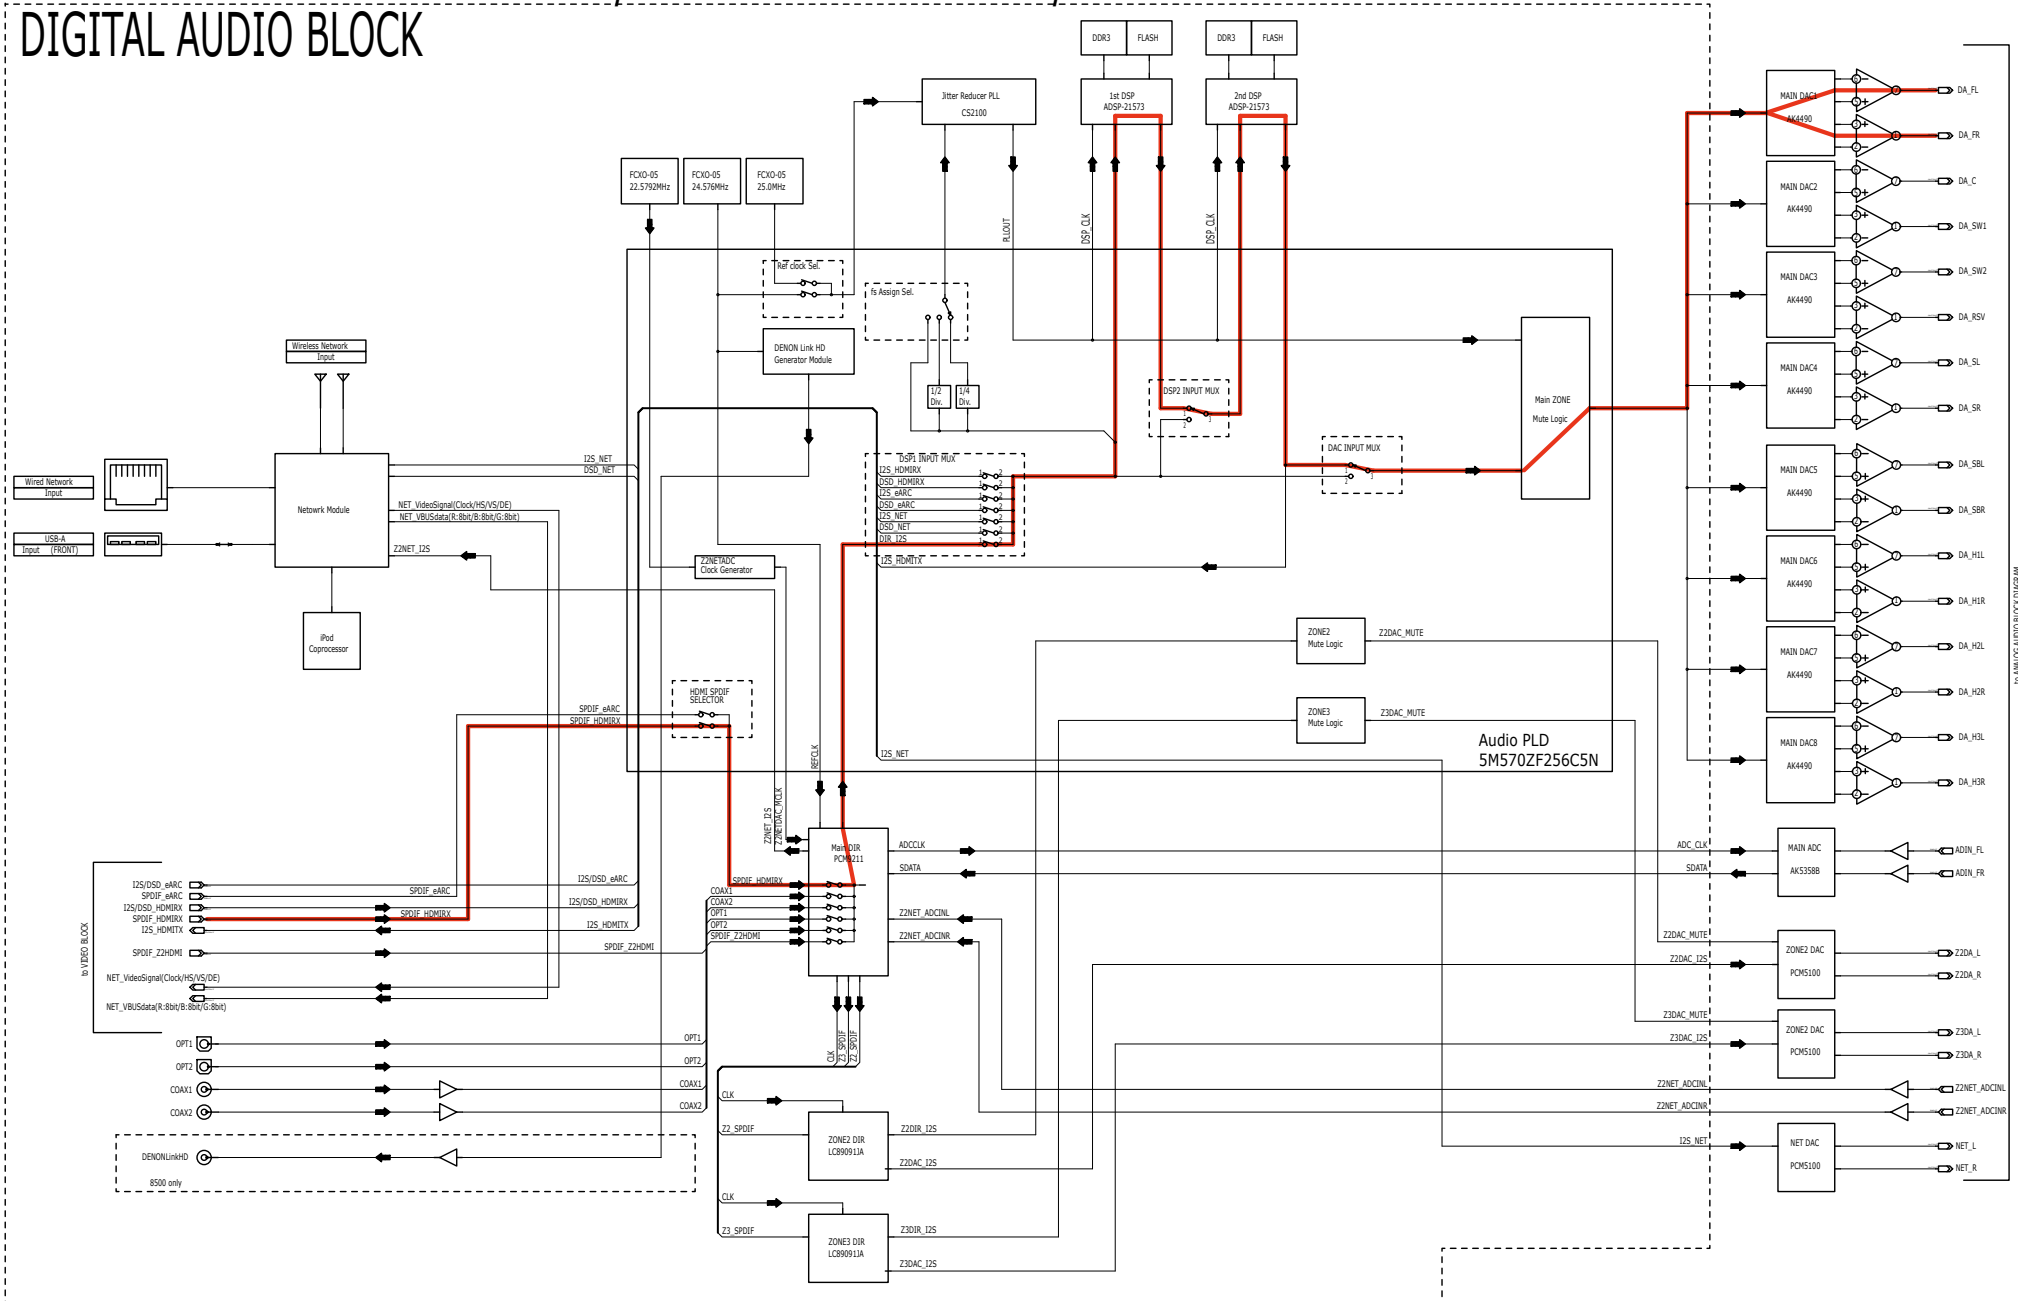 DIGITAL AUDIO BLOCK
DDR3
FLASH
DDR3
FLASH
Jitter Reducer PLL
CS2100
1st DSP
ADSP-21573
2nd DSP
ADSP-21573
FCXO-05
22.5792MHz
FCXO-05
24.576MHz
FCXO-05
25.0MHz
PLLOUT
DSP_CLK
DSP_CLK
Ref clock Sel.
fs Assign Sel.
DENON Link HD
Generator Module
1/2
Div.
1/4
Div.
DSP2 INPUT MUX
DAC INPUT MUX
Main ZONE
Mute Logic
Wireless Network
Input
Wired Network
Input
USB-A
Input (FRONT)
Netowrk Module
iPod
Coprocessor
I2S_NET
DSD_NET
NET_VideoSignal(Clock/HS/VS/DE)
NET_VBUSdata(R:8bit/B:8bit/G:8bit)
Z2NET_I2S
DSP1 INPUT MUX
I2S_HDMIRX
DSD_HDMIRX
I2S_eARC
DSD_eARC
I2S_NET
DSD_NET
DIR_I2S
I2S_HDMITX
Z2NETADC
Clock Generator
HDMI SPDIF
SELECTOR
SPDIF_eARC
SPDIF_HDMIRX
ZONE2
Mute Logic
Z2DAC_MUTE
ZONE3
Mute Logic
Z3DAC_MUTE
I2S_NET
Audio PLD
5M570ZF256C5N
REFCLK
Z2NET_I2S
Z2NETDAC_MCLK
Main DIR
PCM9211
SPDIF_HDMIRX
COAX1
COAX2
OPT1
OPT2
SPDIF_Z2HDMI
ADCCLK
SDATA
Z2NET_ADCINL
Z2NET_ADCINR
CLK
Z3_SPDIF
Z2_SPDIF
to VIDEO BLOCK
I2S/DSD_eARC
SPDIF_eARC
I2S/DSD_HDMIRX
SPDIF_HDMIRX
I2S_HDMITX
SPDIF_Z2HDMI
NET_VideoSignal(Clock/HS/VS/DE)
NET_VBUSdata(R:8bit/B:8bit/G:8bit)
SPDIF_eARC
SPDIF_HDMIRX
I2S/DSD_eARC
I2S/DSD_HDMIRX
I2S_HDMITX
SPDIF_Z2HDMI
OPT1
OPT2
COAX1
COAX2
OPT1
OPT2
COAX1
COAX2
DENONLinkHD
8500 only
CLK
Z2_SPDIF
ZONE2 DIR
LC89091JA
Z2DIR_I2S
Z2DAC_I2S
CLK
Z3_SPDIF
ZONE3 DIR
LC89091JA
Z3DIR_I2S
Z3DAC_I2S
MAIN DAC1
AK4490
DA_FL
DA_FR
MAIN DAC2
AK4490
DA_C
DA_SW1
MAIN DAC3
AK4490
DA_SW2
DA_RSV
MAIN DAC4
AK4490
DA_SL
DA_SR
MAIN DAC5
AK4490
DA_SBL
DA_SBR
MAIN DAC6
AK4490
DA_H1L
DA_H1R
MAIN DAC7
AK4490
DA_H2L
DA_H2R
MAIN DAC8
AK4490
DA_H3L
DA_H3R
ADC_CLK
SDATA
MAIN ADC
AK5358B
ADIN_FL
ADIN_FR
Z2DAC_MUTE
Z2DAC_I2S
ZONE2 DAC
PCM5100
Z2DA_L
Z2DA_R
Z3DAC_MUTE
Z3DAC_I2S
ZONE2 DAC
PCM5100
Z3DA_L
Z3DA_R
Z2NET_ADCINL
Z2NET_ADCINR
Z2NET_ADCINL
Z2NET_ADCINR
I2S_NET
NET DAC
PCM5100
NET_L
NET_R
to ANALOG AUDIO BLOCK DIAGRAM